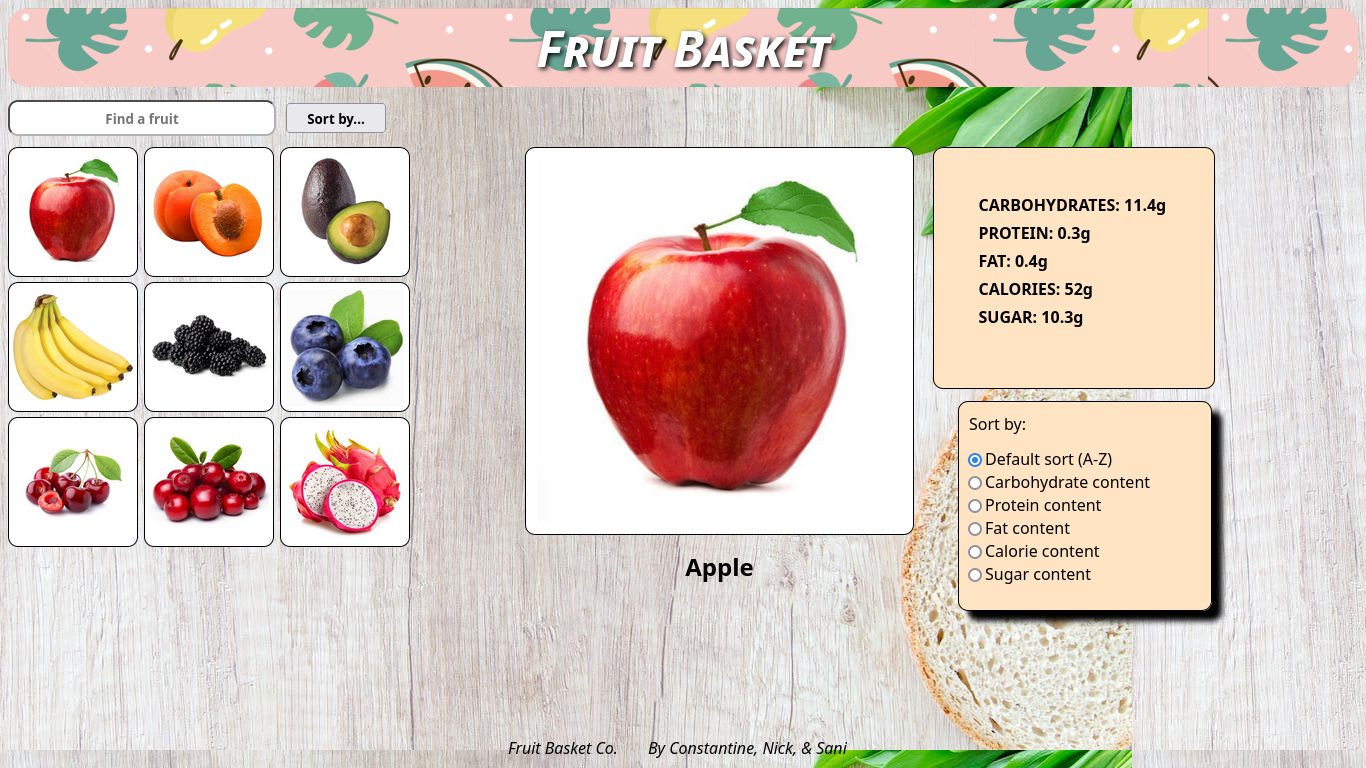 Fruit Basket
Find a fruit
Sort by...
CARBOHYDRATES: 11.4g
PROTEIN: 0.3g
FAT: 0.4g
CALORIES: 52g
SUGAR: 10.3g
Sort by:
Default sort (A-Z)
Carbohydrate content
Protein content
Fat content
Calorie content
Sugar content
Apple
Fruit Basket Co. By Constantine, Nick, & Sani